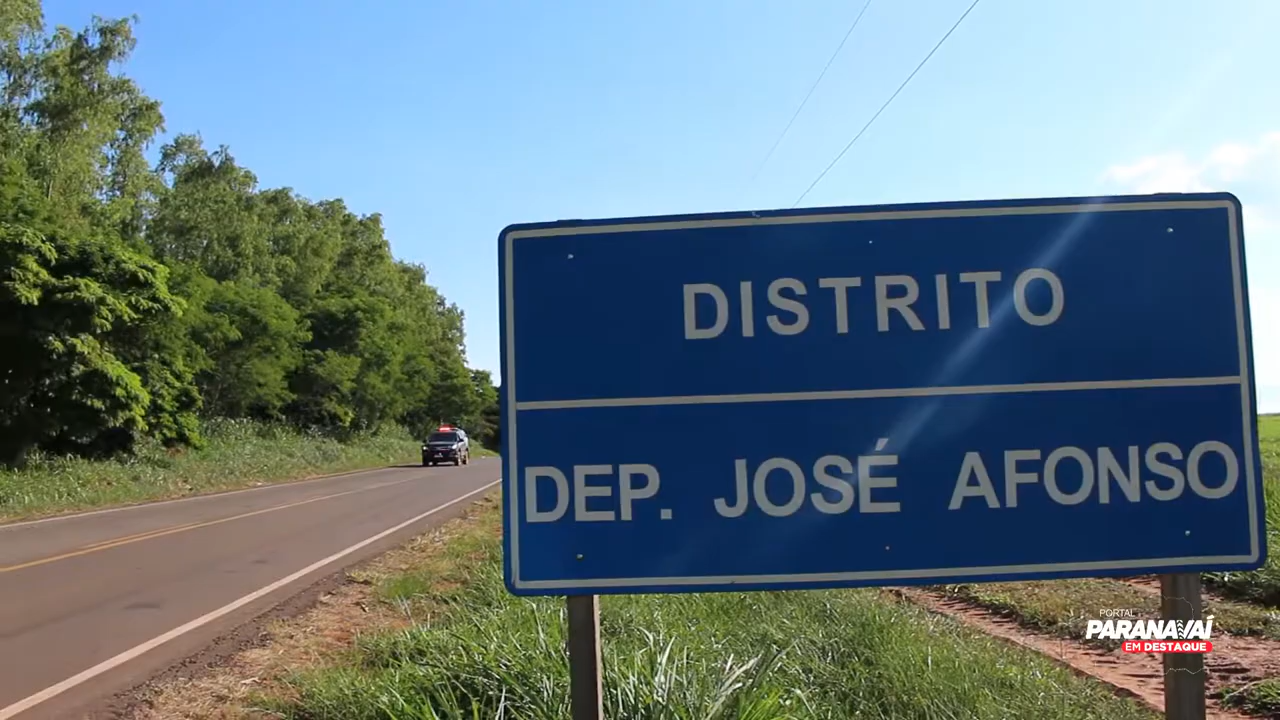 DISTRITO
DEP. JOSÉ AFONSO
PORTAL
PARANAVAÍ
EM DESTAQUE